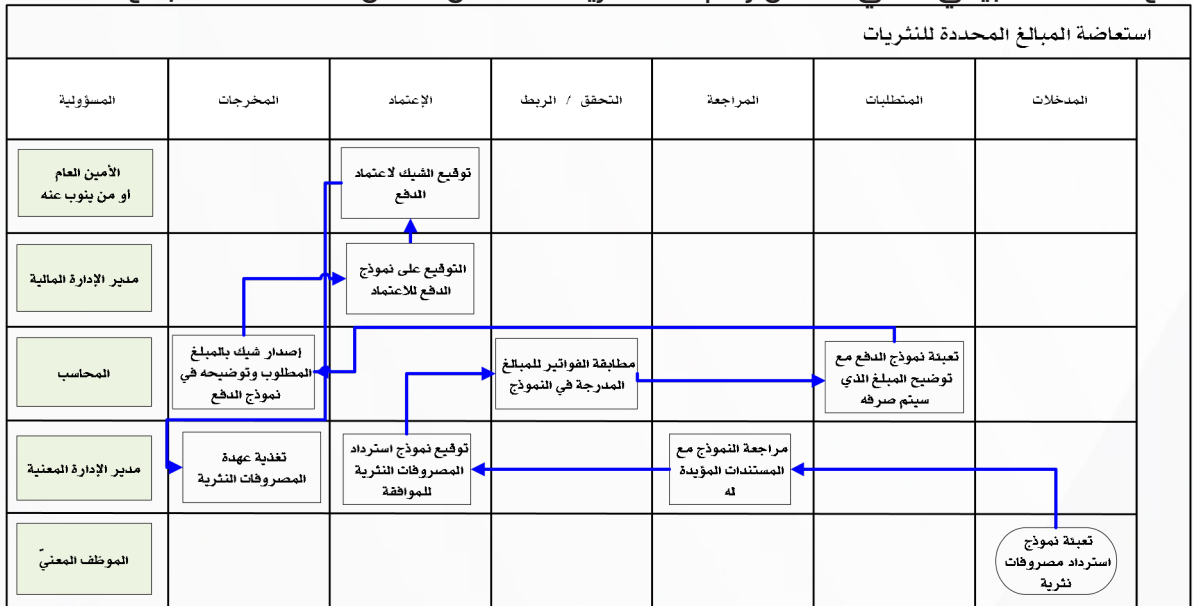 استعاضة المبالغ المحددة للنثريات
المدخلات
المتطلبات
المراجعة
التحقق / الربط
الإعتماد
المخرجات
المسؤولية
توقيع الشيك لاعتماد
الدفع
الأمين العام
او من ينوب عنه
التوقيع على نموذج
الدفع للاعتماد
مدير الإدارة المالية
تعبئة نموذج الدفع مع
توضيح المبلغ الذي
سيتم صرفه
مطابقة الفواتير للمبالغ
المدرجة في النموذج
إصدار شيك بالمبلغ
المطلوب وتوضيحه في
نموذج الدفع
المحاسب
مراجعة النموذج مع
المستندات المؤيدة
له
توقيع نموذج استرداد
المصروفات النثرية
للموافقة
تغذية عهدة
المصروفات النثرية
مدير الإدارة المعنية
تعبئة نموذج
استرداد مصروفات
نثرية
الموظف المعنيّ